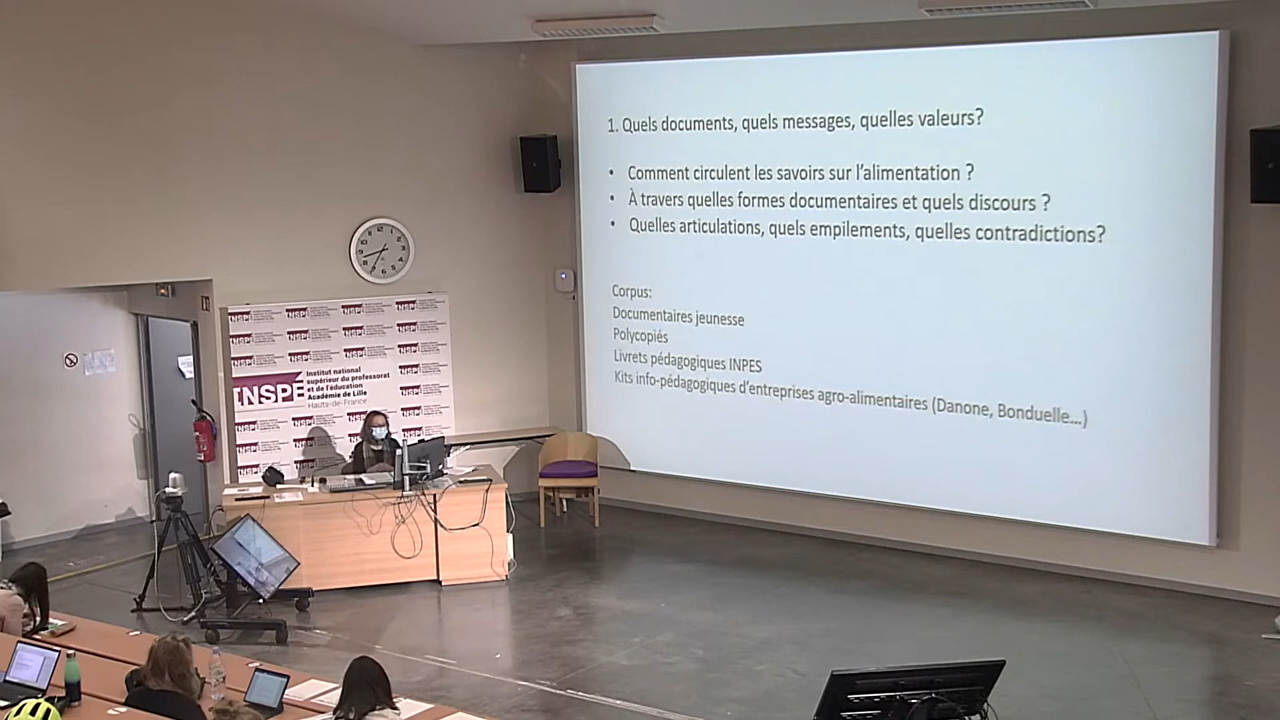 1. Quels documents, quels messages, quelles valeurs?
• Comment circulent les savoirs sur l'alimentation ?
• À travers quelles formes documentaires et quels discours ?
• Quelles articulations, quels empilements, quelles contradictions?
Corpus:
Documentaires jeunesse
Polycopiés
Livrets pédagogiques INPES
Kits info-pédagogiques d'entreprises agro-alimentaires (Danone, Bonduelle...)
INSPÉ
Institut national
supérieur du professorat
et de l'éducation
Académie de Lille
Hauts-de-France